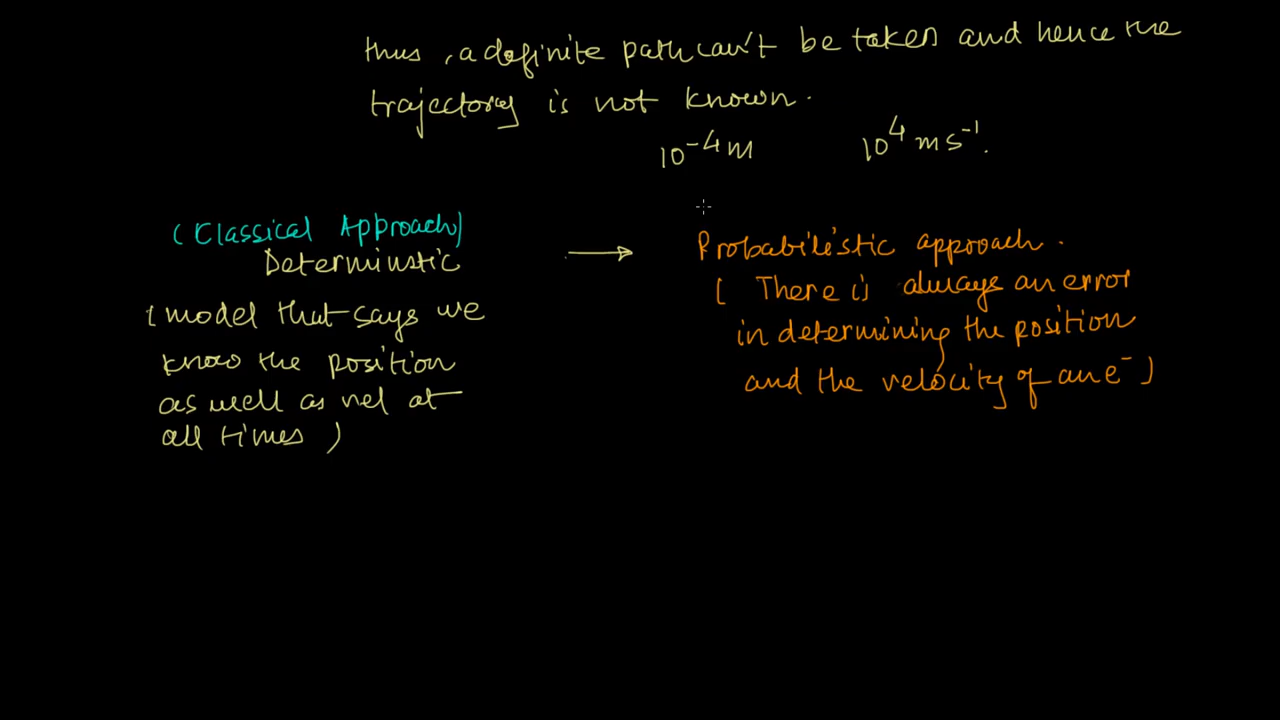 thus, a definite path can't be taken and hence the
trajectory is not known.
10⁻⁴ m 10⁴ ms⁻¹.
(Classical Approach)
Determinstic
(model that says we
know the position
as well as vel at
all times)
→
Probabilistic approach.
( There is always an error
in determining the position
and the velocity of an e⁻)